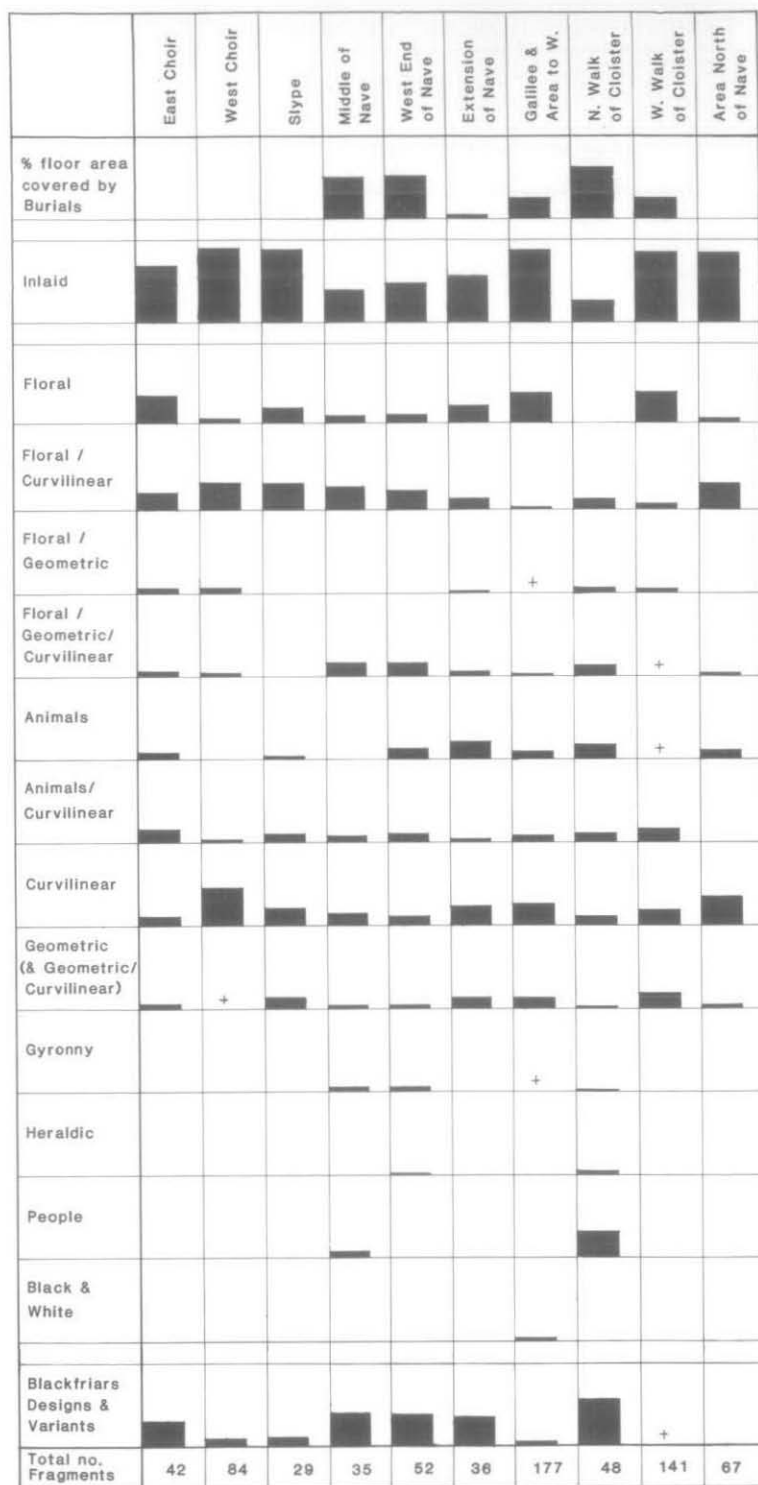 East Choir
West Choir
Slype
Middle of
Nave
West End
of Nave
Extension
of Nave
Galilee &
Area to W.
N. Walk
of Cloister
W. Walk
of Cloister
Area North
of Nave
% floor area
covered by
Burials
Inlaid
Floral
Floral /
Curvilinear
Floral /
Geometric
+
Floral /
Geometric/
Curvilinear
+
Animals
+
Animals/
Curvilinear
Curvilinear
Geometric
(& Geometric/
Curvilinear)
+
Gyronny
+
Heraldic
People
Black &
White
Blackfriars
Designs &
Variants
+
Total no.
Fragments
42 84 29 35 52 36 177 48 141 67